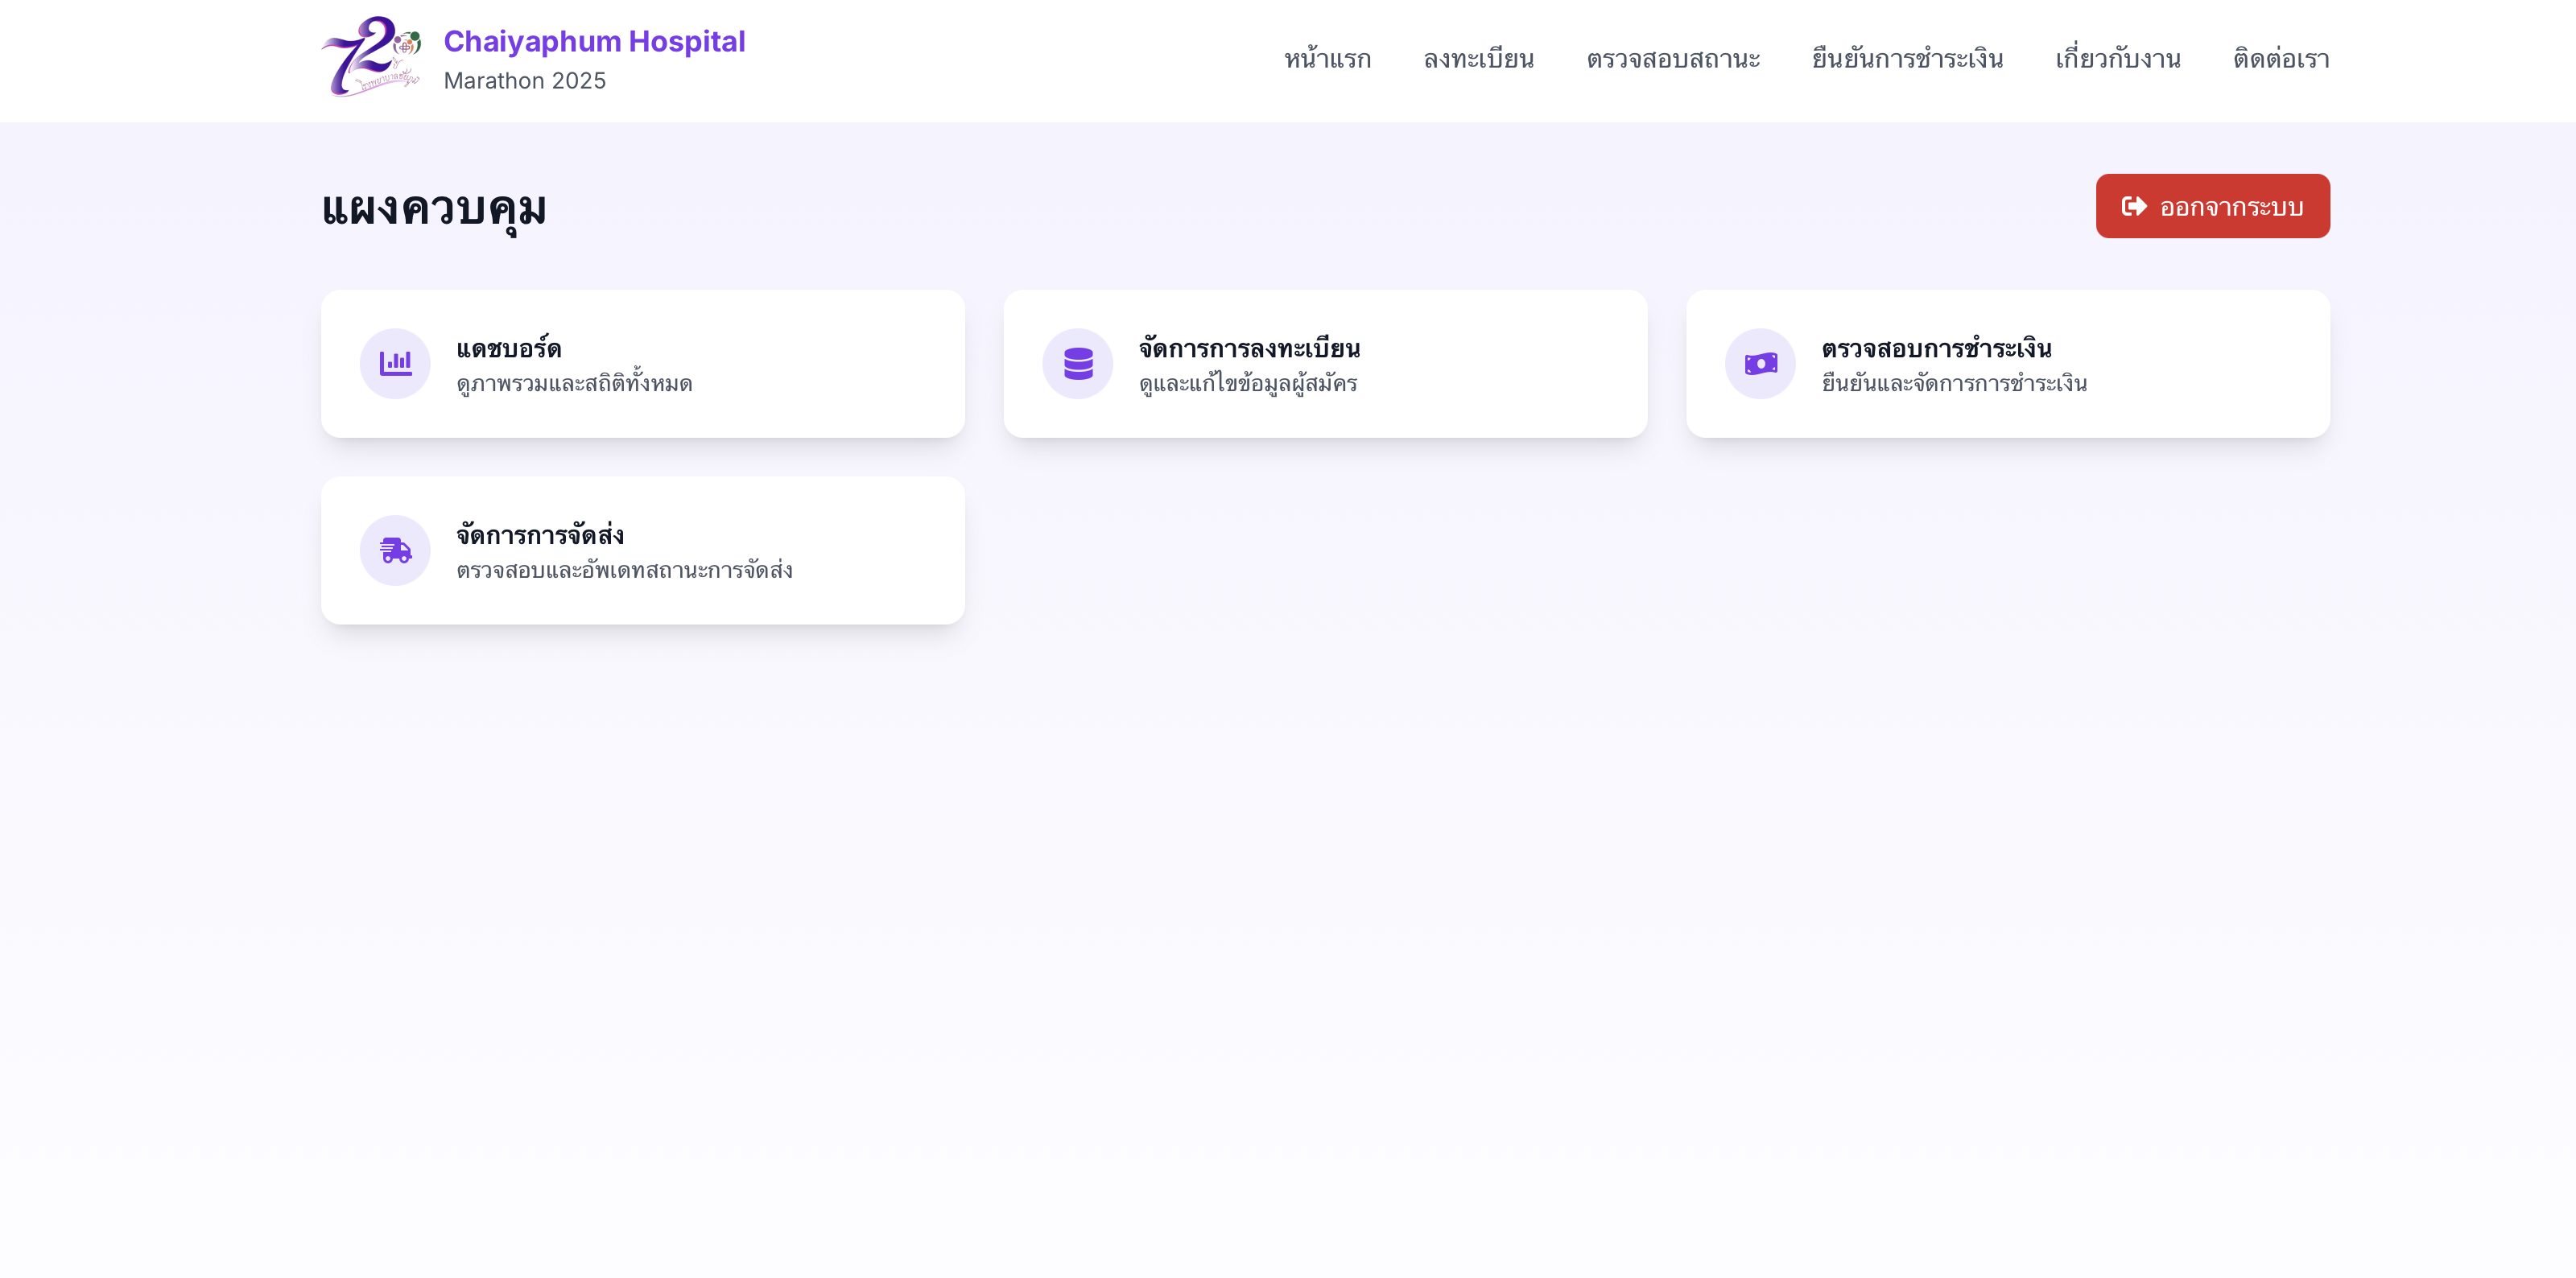 72 ปี
Chaiyaphum Hospital
Marathon 2025
หน้าแรก ลงทะเบียน ตรวจสอบสถานะ ยืนยันการชำระเงิน เกี่ยวกับงาน ติดต่อเรา
แผงควบคุม
ออกจากระบบ
แดชบอร์ด
ดูภาพรวมและสถิติทั้งหมด
จัดการการลงทะเบียน
ดูและแก้ไขข้อมูลผู้สมัคร
ตรวจสอบการชำระเงิน
ยืนยันและจัดการการชำระเงิน
จัดการการจัดส่ง
ตรวจสอบและอัพเดทสถานะการจัดส่ง